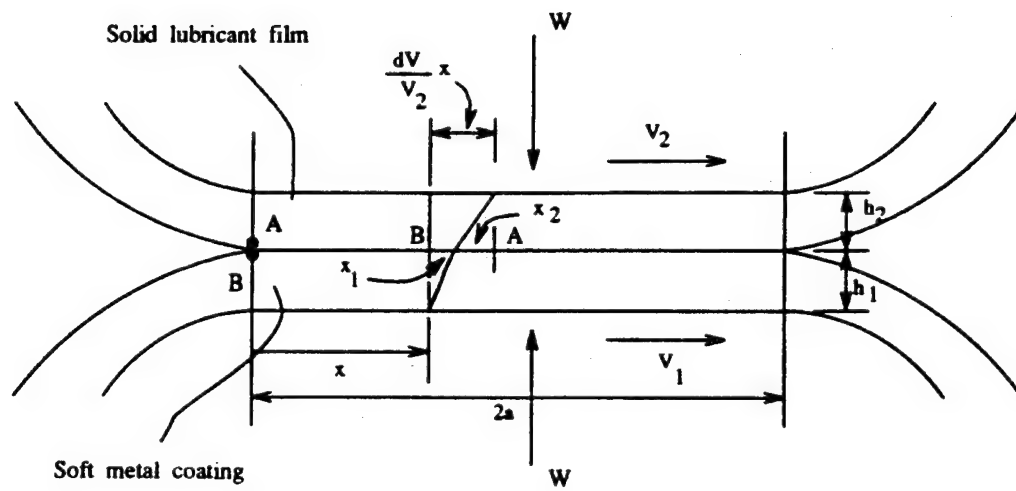 W
Solid lubricant film
dV
V2
x
V2
A
B
x2
A
h2
x1
B
h1
x
V1
2a
Soft metal coating
W